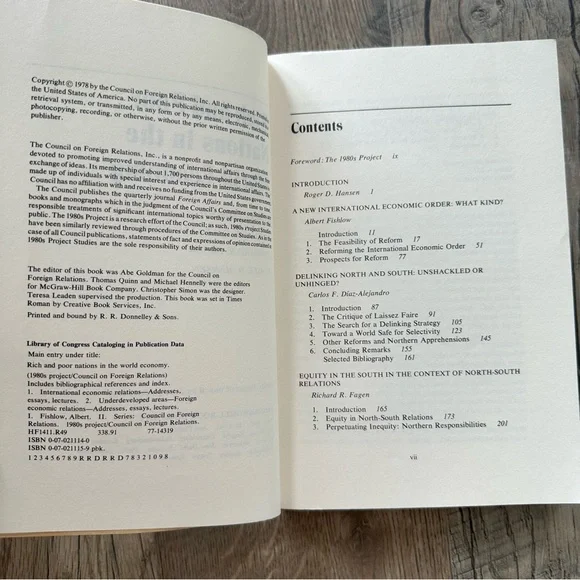 Copyright © 1978 by the Council on Foreign Relations, Inc. All rights reserved. Printed in
the United States of America. No part of this publication may be reproduced, stored in a
retrieval system, or transmitted, in any form or by any means, electronic, mechanical,
photocopying, recording, or otherwise, without the prior written permission of the
publisher.
The Council on Foreign Relations, Inc., is a nonprofit and nonpartisan organization
devoted to promoting improved understanding of international affairs through the free
exchange of ideas. Its membership of about 1,700 persons throughout the United States is
made up of individuals with special interest and experience in international affairs. The
Council has no affiliation with and receives no funding from the United States government.
The Council publishes the quarterly journal Foreign Affairs and, from time to time,
books and monographs which in the judgment of the Council's Committee on Studies are
responsible treatments of significant international topics worthy of presentation to the
public. The 1980s Project is a research effort of the Council; as such, 1980s Project Studies
have been similarly reviewed through procedures of the Committee on Studies. As in the
case of all Council publications, statements of fact and expressions of opinion contained in
1980s Project Studies are the sole responsibility of their authors.
The editor of this book was Abe Goldman for the Council on
Foreign Relations. Thomas Quinn and Michael Hennelly were the editors
for McGraw-Hill Book Company. Christopher Simon was the designer.
Teresa Leaden supervised the production. This book was set in Times
Roman by Creative Book Services, Inc.
Printed and bound by R. R. Donnelley & Sons.
Library of Congress Cataloging in Publication Data
Main entry under title:
Rich and poor nations in the world economy.
(1980s project/Council on Foreign Relations)
Includes bibliographical references and index.
1. International economic relations—Addresses,
essays, lectures. 2. Underdeveloped areas—Foreign
economic relations—Addresses, essays, lectures.
I. Fishlow, Albert. II. Series: Council on Foreign
Relations. 1980s project/Council on Foreign Relations.
HF1411.R49 338.91 77-14319
ISBN 0-07-021114-0
ISBN 0-07-021115-9 pbk.
1 2 3 4 5 6 7 8 9 R R D R R D 7 8 3 2 1 0 9 8
Contents
Foreword: The 1980s Project ix
INTRODUCTION
Roger D. Hansen 1
A NEW INTERNATIONAL ECONOMIC ORDER: WHAT KIND?
Albert Fishlow
Introduction 11
1. The Feasibility of Reform 17
2. Reforming the International Economic Order 51
3. Prospects for Reform 77
DELINKING NORTH AND SOUTH: UNSHACKLED OR
UNHINGED?
Carlos F. Díaz-Alejandro
1. Introduction 87
2. The Critique of Laissez Faire 91
3. The Search for a Delinking Strategy 105
4. Toward a World Safe for Selectivity 123
5. Other Reforms and Northern Apprehensions 145
6. Concluding Remarks 155
Selected Bibliography 161
EQUITY IN THE SOUTH IN THE CONTEXT OF NORTH-SOUTH
RELATIONS
Richard R. Fagen
1. Introduction 165
2. Equity in North-South Relations 173
3. Perpetuating Inequity: Northern Responsibilities 201
vii